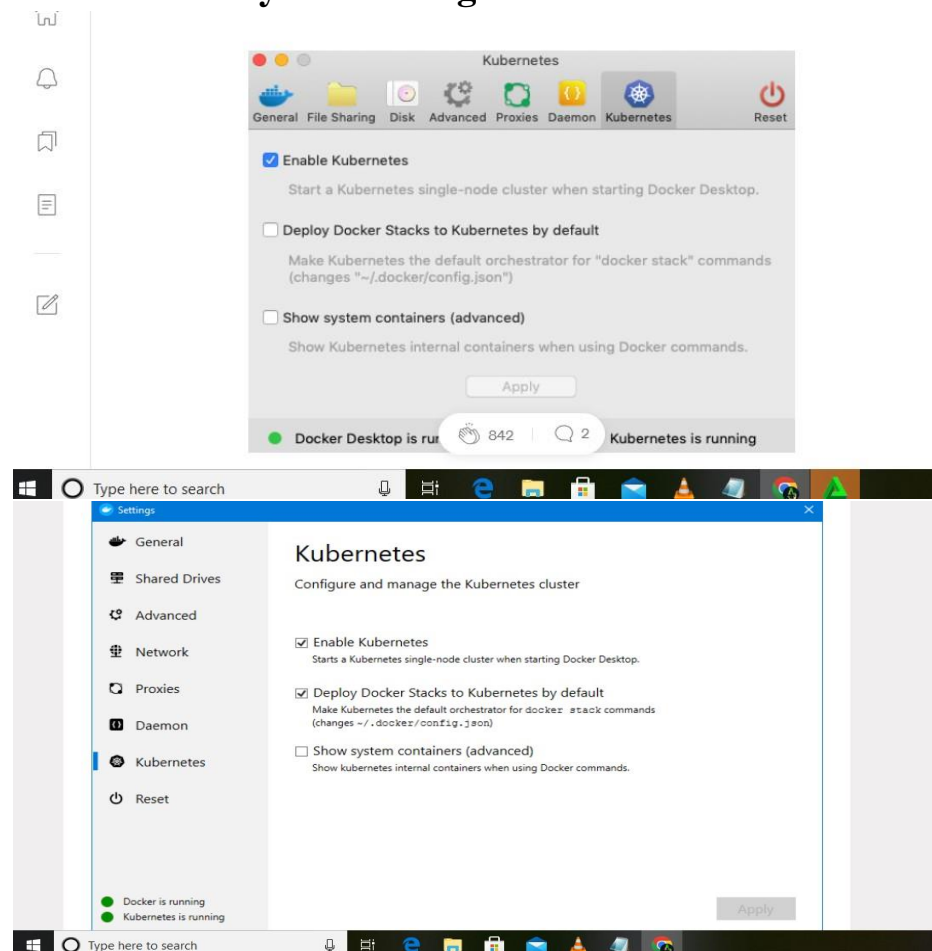 Kubernetes
General File Sharing Disk Advanced Proxies Daemon Kubernetes Reset
Enable Kubernetes
Start a Kubernetes single-node cluster when starting Docker Desktop.
Deploy Docker Stacks to Kubernetes by default
Make Kubernetes the default orchestrator for "docker stack" commands
(changes "~/.docker/config.json")
Show system containers (advanced)
Show Kubernetes internal containers when using Docker commands.
Apply
Docker Desktop is rur 842 2 Kubernetes is running
Type here to search
Settings
General
Shared Drives
Advanced
Network
Proxies
Daemon
Kubernetes
Reset
Docker is running
Kubernetes is running
Kubernetes
Configure and manage the Kubernetes cluster
Enable Kubernetes
Starts a Kubernetes single-node cluster when starting Docker Desktop.
Deploy Docker Stacks to Kubernetes by default
Make Kubernetes the default orchestrator for docker stack commands
(changes ~/.docker/config.json)
Show system containers (advanced)
Show kubernetes internal containers when using Docker commands.
Apply
Type here to search